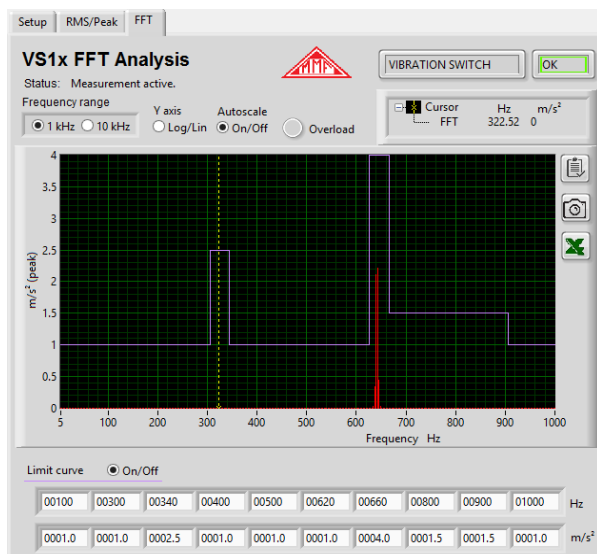 Setup RMS/Peak FFT
VS1x FFT Analysis
MMF
VIBRATION SWITCH OK
Status: Measurement active.
Frequency range
Y axis Autoscale
1 kHz 10 kHz Log/Lin On/Off Overload
Cursor Hz m/s²
FFT 322.52 0
4
3.5
3
2.5
2
1.5
1
0.5
0
m/s² (peak)
5 100 200 300 400 500 600 700 800 900 1000
Frequency Hz
Limit curve On/Off
00100 00300 00340 00400 00500 00620 00660 00800 00900 01000 Hz
0001.0 0001.0 0002.5 0001.0 0001.0 0001.0 0004.0 0001.5 0001.5 0001.0 m/s²